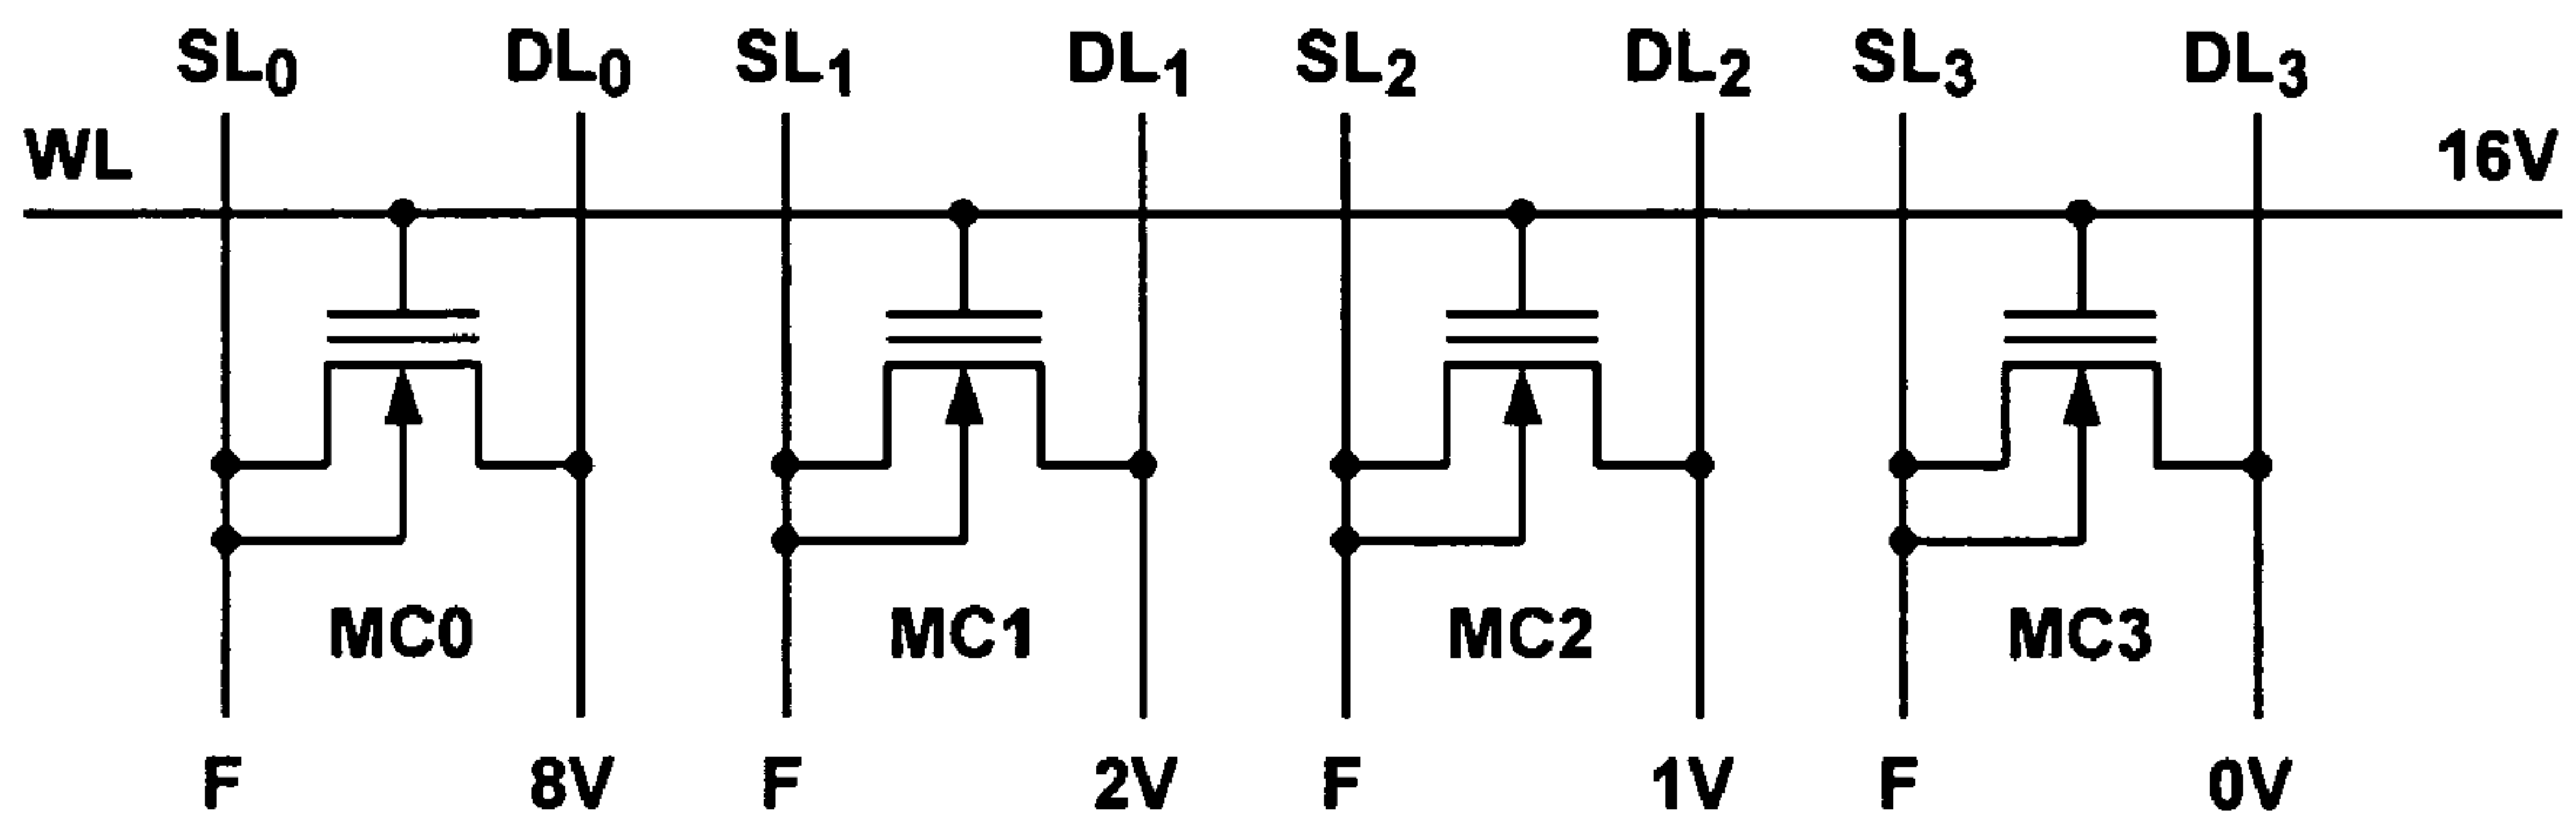 SL0 DL0 SL1 DL1 SL2 DL2 SL3 DL3
WL 16V
MC0 MC1 MC2 MC3
F 8V F 2V F 1V F 0V